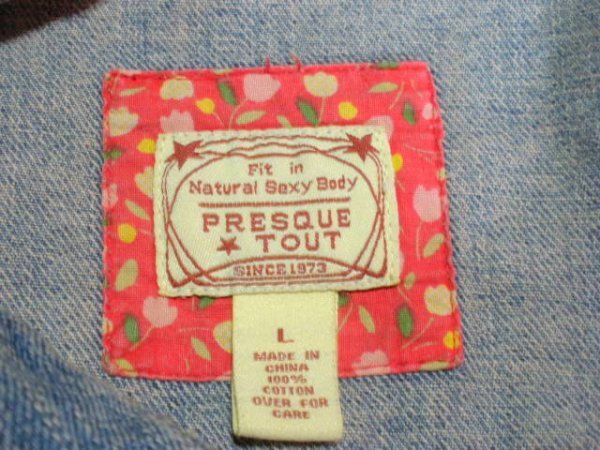 Fit in
Natural Sexy Body
PRESQUE
TOUT
SINCE 1973
L
MADE IN
CHINA
100%
COTTON
OVER FOR
CARE